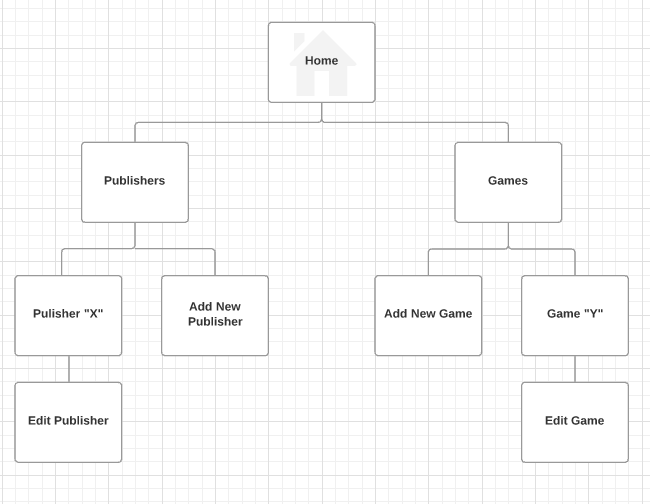 Home
Publishers
Games
Pulisher "X"
Add New
Publisher
Add New Game
Game "Y"
Edit Publisher
Edit Game